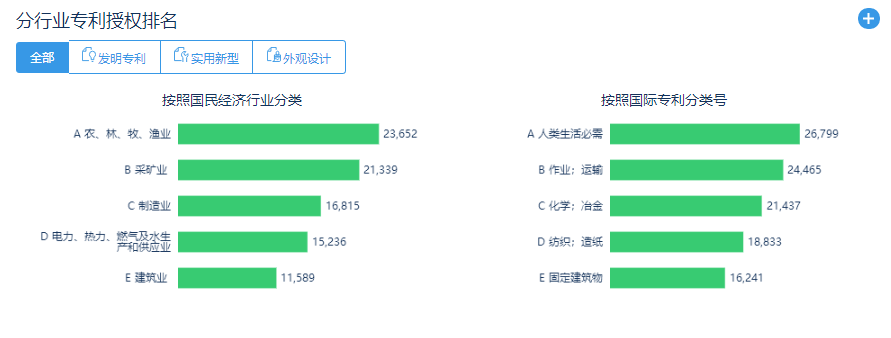 分行业专利授权排名
全部 发明专利 实用新型 外观设计
按照国民经济行业分类
A 农、林、牧、渔业 23,652
B 采矿业 21,339
C 制造业 16,815
D 电力、热力、燃气及水生
产和供应业 15,236
E 建筑业 11,589
按照国际专利分类号
A 人类生活必需 26,799
B 作业；运输 24,465
C 化学；冶金 21,437
D 纺织；造纸 18,833
E 固定建筑物 16,241